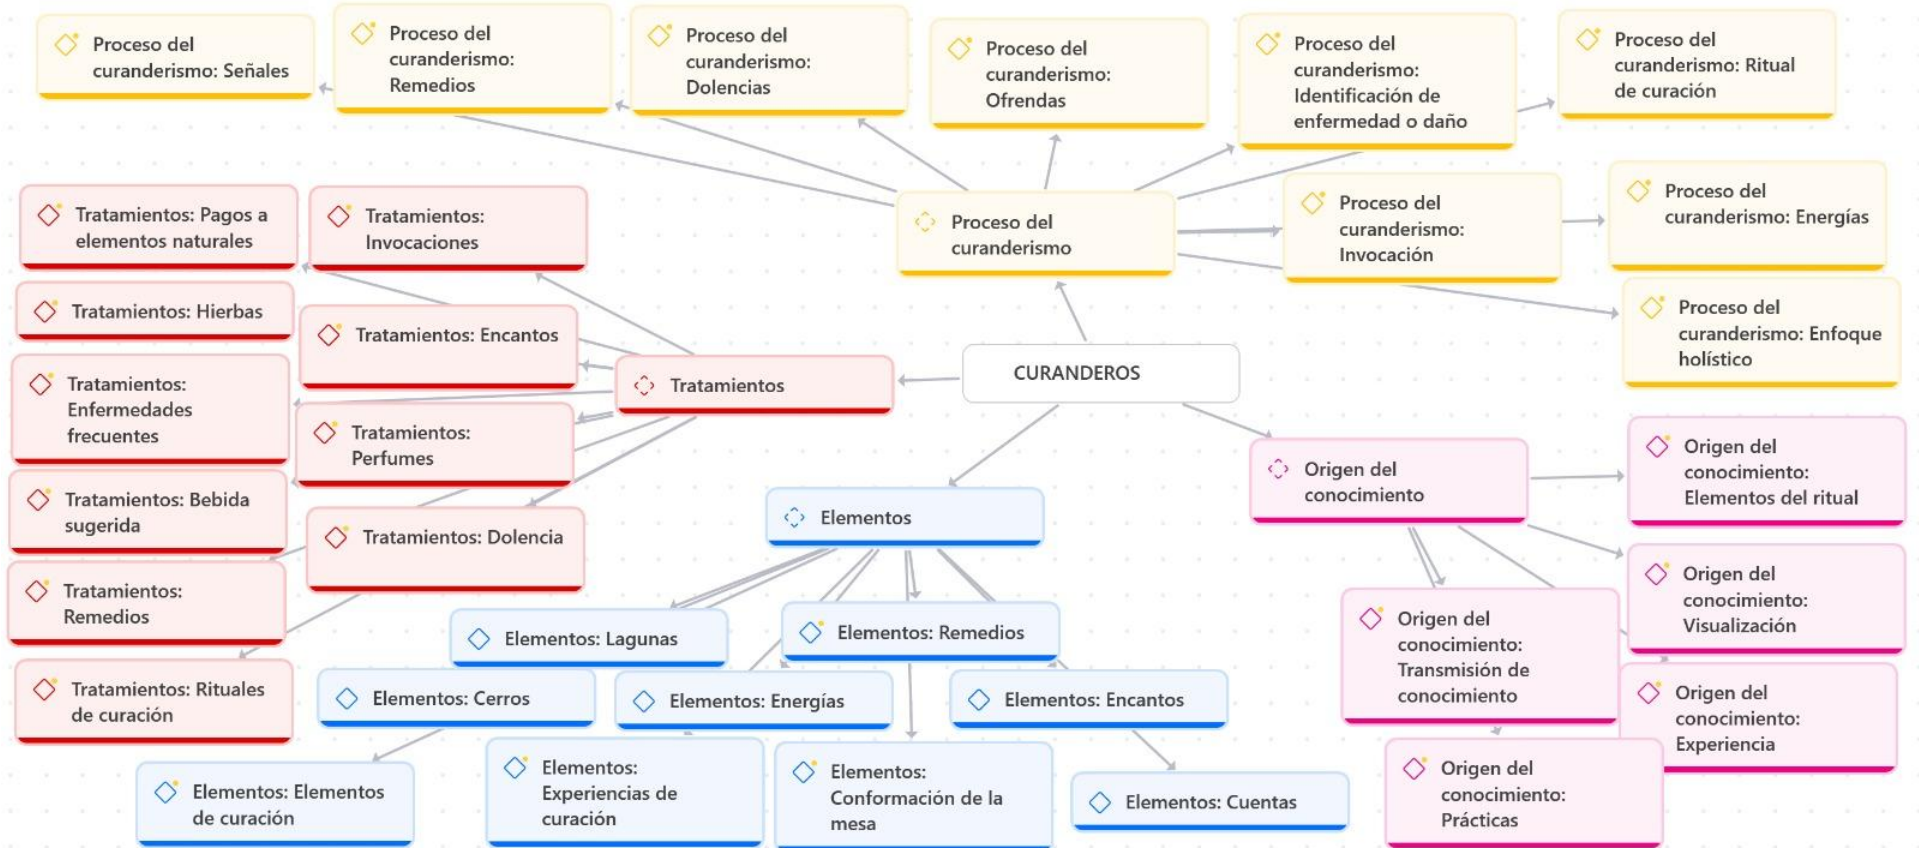 Proceso del
curanderismo: Señales
Proceso del
curanderismo:
Remedios
Proceso del
curanderismo:
Dolencias
Proceso del
curanderismo:
Ofrendas
Proceso del
curanderismo:
Identificación de
enfermedad o daño
Proceso del
curanderismo: Ritual
de curación
Tratamientos: Pagos a
elementos naturales
Tratamientos:
Invocaciones
Proceso del
curanderismo
Proceso del
curanderismo:
Invocación
Proceso del
curanderismo: Energías
Tratamientos: Hierbas
Tratamientos: Encantos
Proceso del
curanderismo: Enfoque
holístico
Tratamientos:
Enfermedades
frecuentes
Tratamientos
CURANDEROS
Tratamientos:
Perfumes
Origen del
conocimiento
Origen del
conocimiento:
Elementos del ritual
Tratamientos: Bebida
sugerida
Tratamientos: Dolencia
Elementos
Origen del
conocimiento:
Visualización
Tratamientos:
Remedios
Elementos: Lagunas
Elementos: Remedios
Origen del
conocimiento:
Transmisión de
conocimiento
Tratamientos: Rituales
de curación
Elementos: Cerros
Elementos: Energías
Elementos: Encantos
Origen del
conocimiento:
Experiencia
Elementos: Elementos
de curación
Elementos:
Experiencias de
curación
Elementos:
Conformación de la
mesa
Elementos: Cuentas
Origen del
conocimiento:
Prácticas